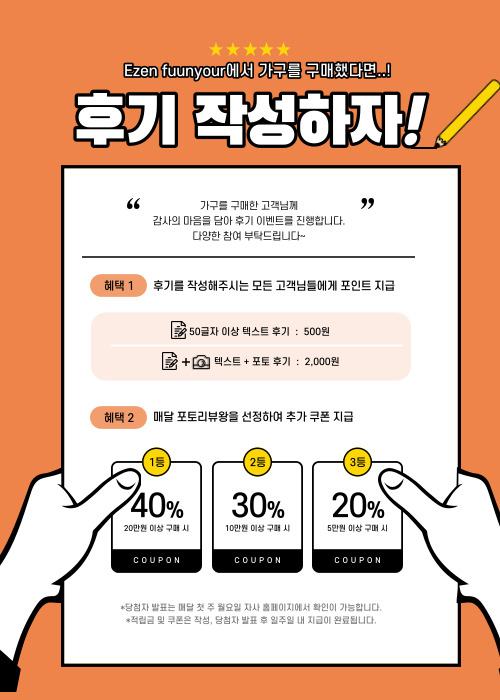 ★★★★★
Ezen fuunyour에서 가구를 구매했다면..!
후기 작성하자!
“ 가구를 구매한 고객님께 ”
감사의 마음을 담아 후기 이벤트를 진행합니다.
다양한 참여 부탁드립니다~
혜택 1 후기를 작성해주시는 모든 고객님들에게 포인트 지급
50글자 이상 텍스트 후기 : 500원
+ 텍스트 + 포토 후기 : 2,000원
혜택 2 매달 포토리뷰왕을 선정하여 추가 쿠폰 지급
1등 2등 3등
40% 30% 20%
20만원 이상 구매 시 10만원 이상 구매 시 5만원 이상 구매 시
COUPON COUPON COUPON
*당첨자 발표는 매달 첫 주 월요일 자사 홈페이지에서 확인이 가능합니다.
*적립금 및 쿠폰은 작성, 당첨자 발표 후 일주일 내 지급이 완료됩니다.